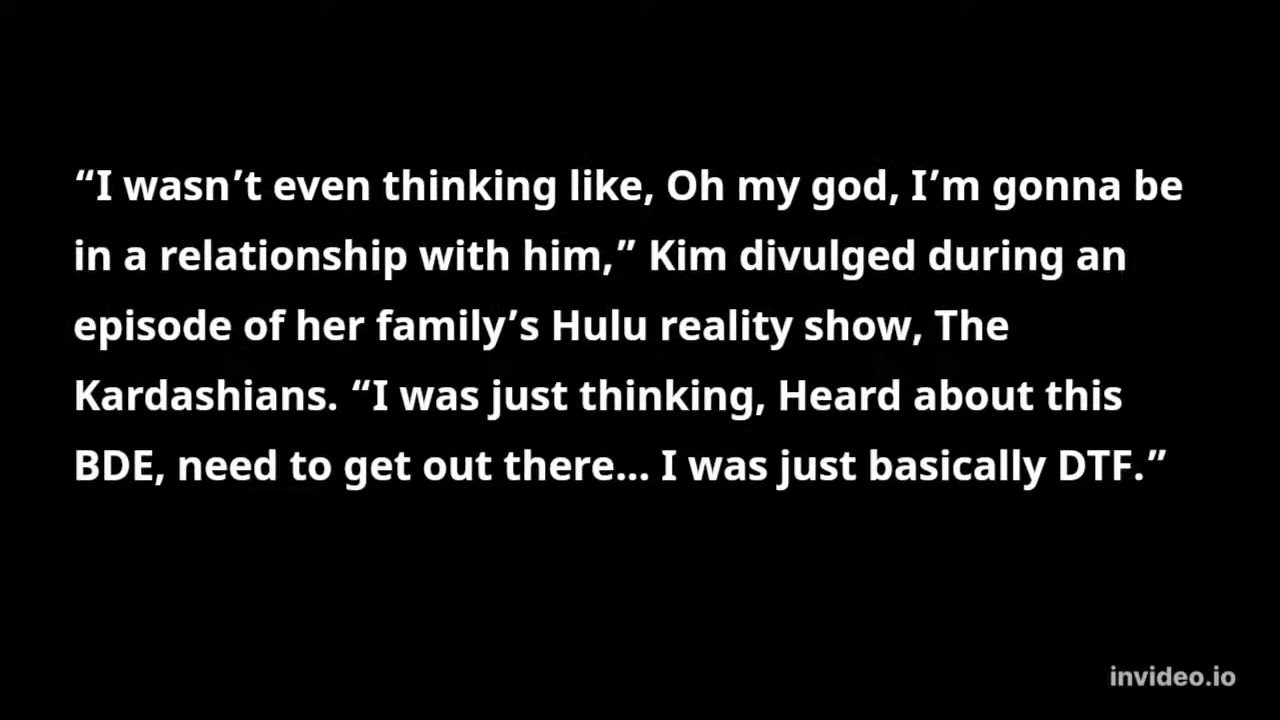 “I wasn’t even thinking like, Oh my god, I’m gonna be
in a relationship with him,” Kim divulged during an
episode of her family’s Hulu reality show, The
Kardashians. “I was just thinking, Heard about this
BDE, need to get out there... I was just basically DTF.”
invideo.io